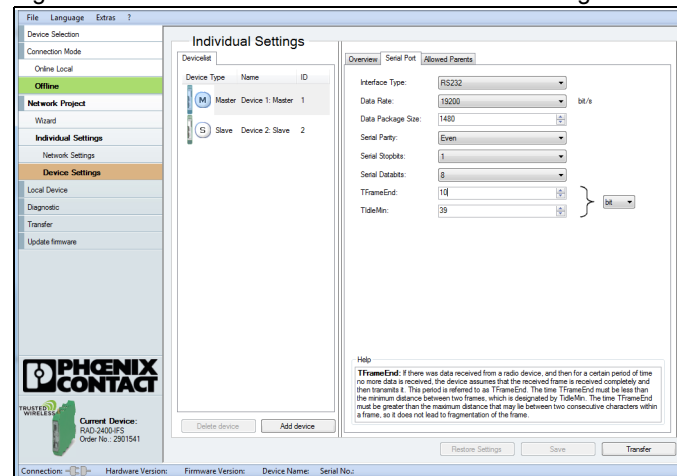 File Language Extras ?
Device Selection
Connection Mode
Online Local
Offline
Network Project
Wizard
Individual Settings
Network Settings
Device Settings
Local Device
Diagnostic
Transfer
Update firmware
PHŒNIX
CONTACT
TRUSTED
WIRELESS
Current Device:
RAD-2400-IFS
Order No.: 2901541
Individual Settings
Devicelist
Device Type Name ID
M Master Device 1: Master 1
S Slave Device 2: Slave 2
Delete device Add device
Overview Serial Port Allowed Parents
Interface Type: RS232
Data Rate: 19200 bit/s
Data Package Size: 1480
Serial Parity: Even
Serial Stopbits: 1
Serial Databits: 8
TFrameEnd: 10
bit
TIdleMin: 39
Help
TFrameEnd: If there was data received from a radio device, and then for a certain period of time
no more data is received, the device assumes that the received frame is received completely and
then transmits it. This period is referred to as TFrameEnd. The time TFrameEnd must be less than
the minimum distance between two frames, which is designated by TidleMin. The time TFrameEnd
must be greater than the maximum distance that may lie between two consecutive characters within
a frame, so it does not lead to fragmentation of the frame.
Restore Settings Save Transfer
Connection: Hardware Version: Firmware Version: Device Name: Serial No.: